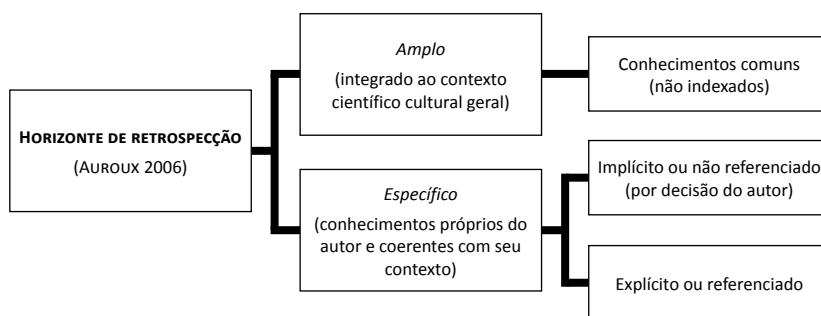 HORIZONTE DE RETROSPECÇÃO
(AUROUX 2006)
Amplo
(integrado ao contexto
científico cultural geral)
Conhecimentos comuns
(não indexados)
Específico
(conhecimentos próprios do
autor e coerentes com seu
contexto)
Implícito ou não referenciado
(por decisão do autor)
Explícito ou referenciado